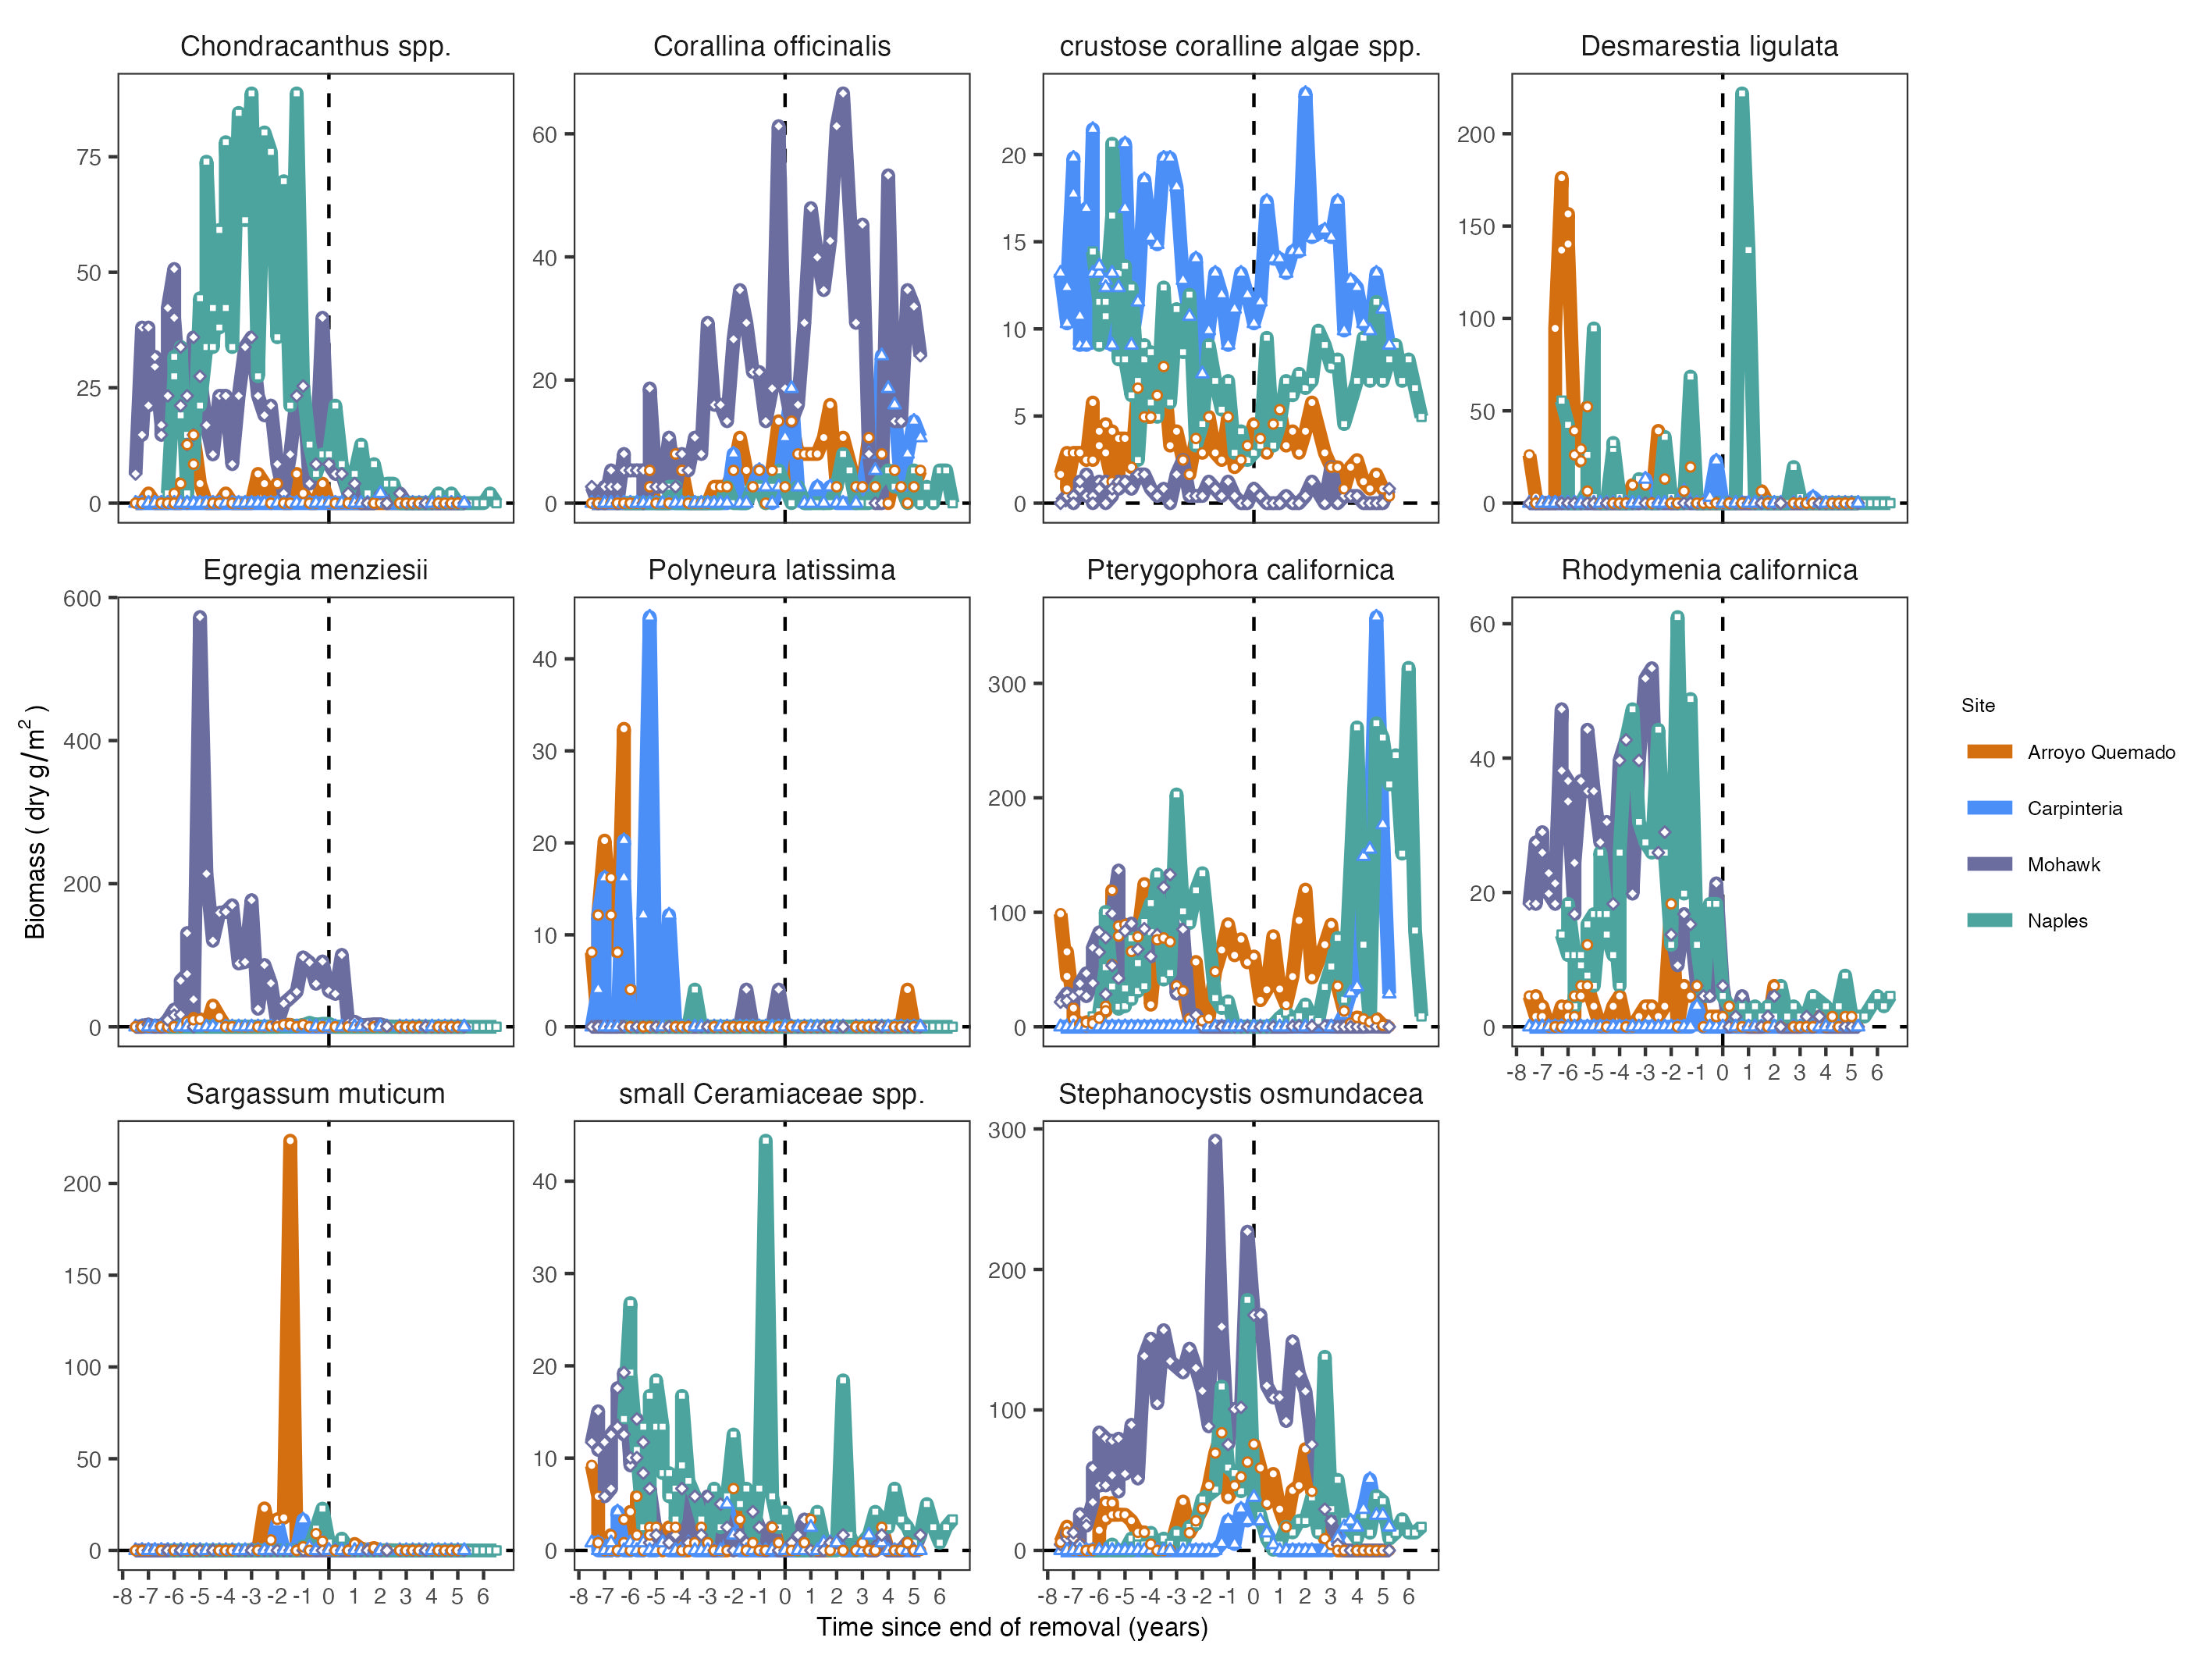 Chondracanthus spp.
Corallina officinalis
crustose coralline algae spp.
Desmarestia ligulata
75
50
25
0
60
40
20
0
20
15
10
5
0
200
150
100
50
0
Egregia menziesii
Polyneura latissima
Pterygophora californica
Rhodymenia californica
600
400
200
0
40
30
20
10
0
300
200
100
0
60
40
20
0
-8 -7 -6 -5 -4 -3 -2 -1 0 1 2 3 4 5 6
Biomass ( dry g/m2 )
Site
Arroyo Quemado
Carpinteria
Mohawk
Naples
Sargassum muticum
small Ceramiaceae spp.
Stephanocystis osmundacea
200
150
100
50
0
40
30
20
10
0
300
200
100
0
-8 -7 -6 -5 -4 -3 -2 -1 0 1 2 3 4 5 6
-8 -7 -6 -5 -4 -3 -2 -1 0 1 2 3 4 5 6
-8 -7 -6 -5 -4 -3 -2 -1 0 1 2 3 4 5 6
Time since end of removal (years)